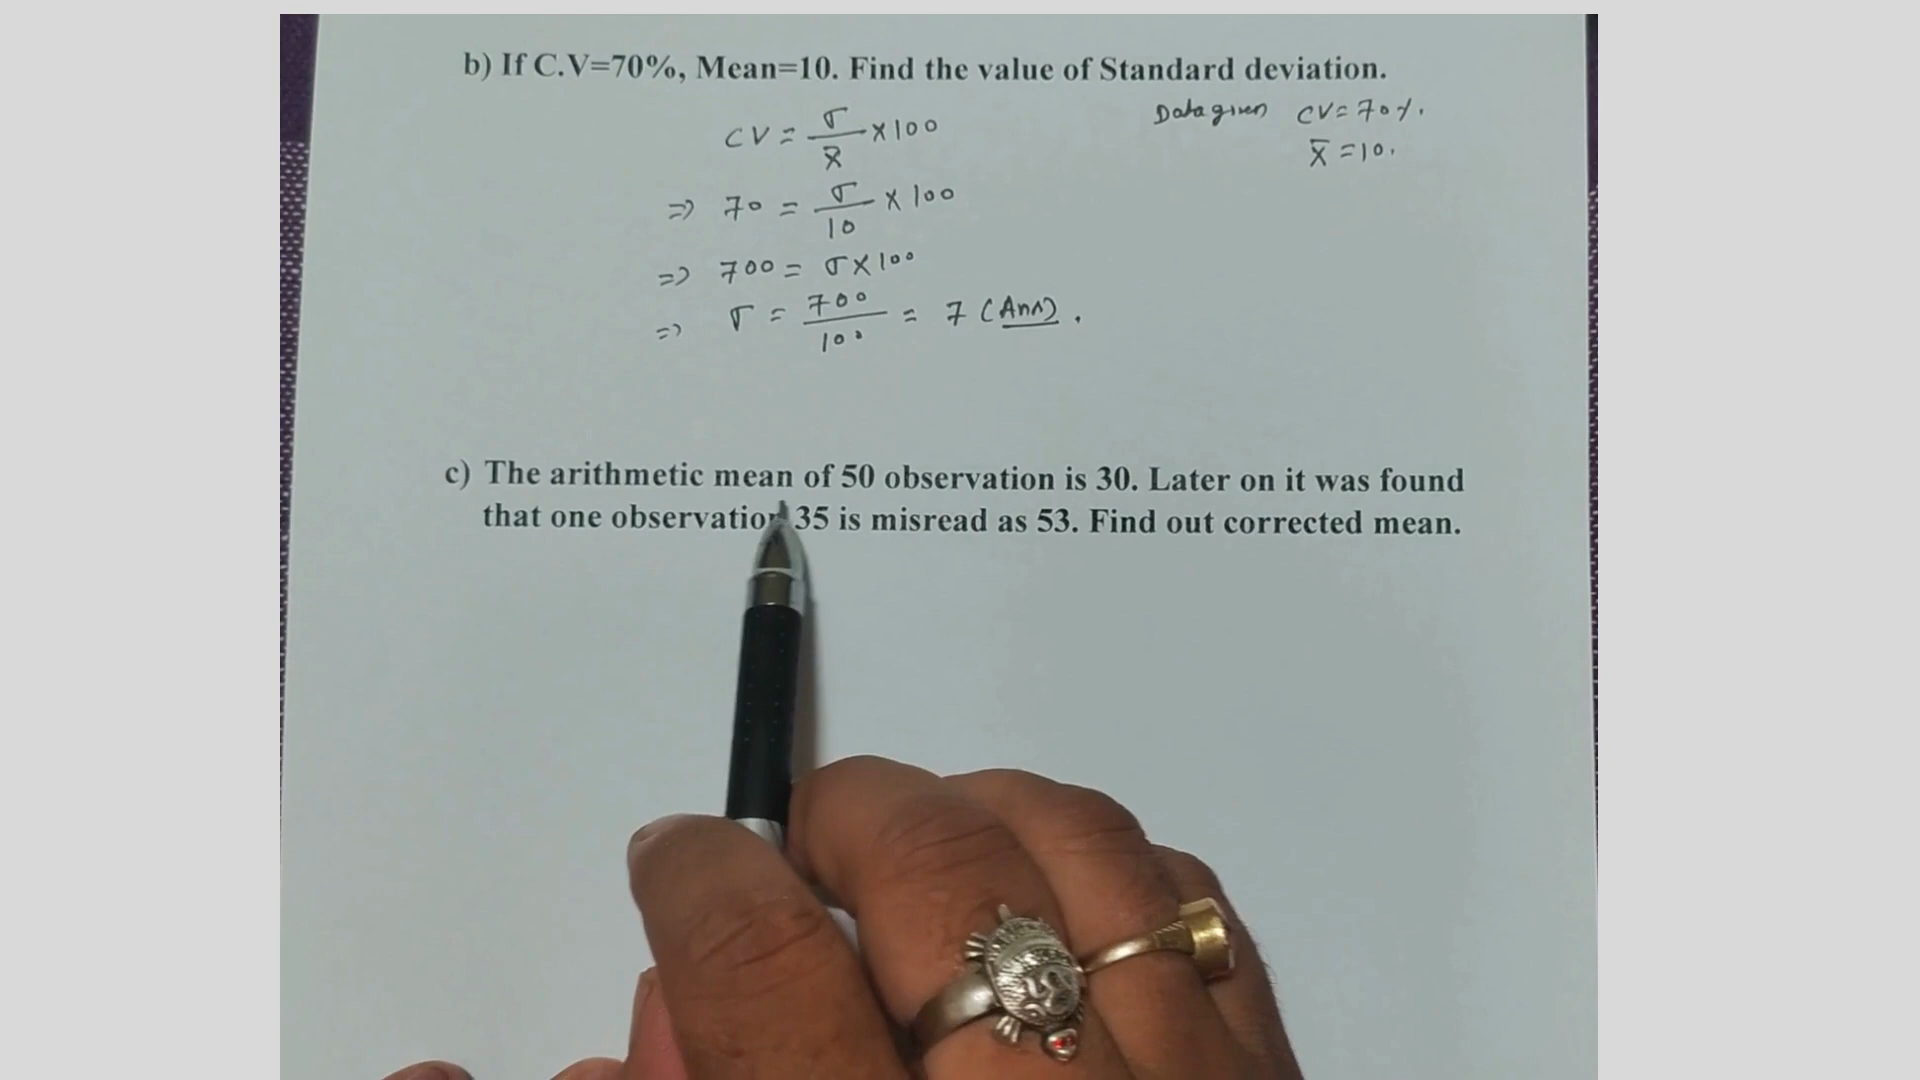 b) If C.V=70%, Mean=10. Find the value of Standard deviation.
Data given CV=70%.
x̄ =10.
CV = σ/x̄ ×100
⇒ 70 = σ/10 × 100
⇒ 700 = σ×100
⇒ σ = 700/100 = 7 (Ans).
c) The arithmetic mean of 50 observation is 30. Later on it was found
that one observation 35 is misread as 53. Find out corrected mean.